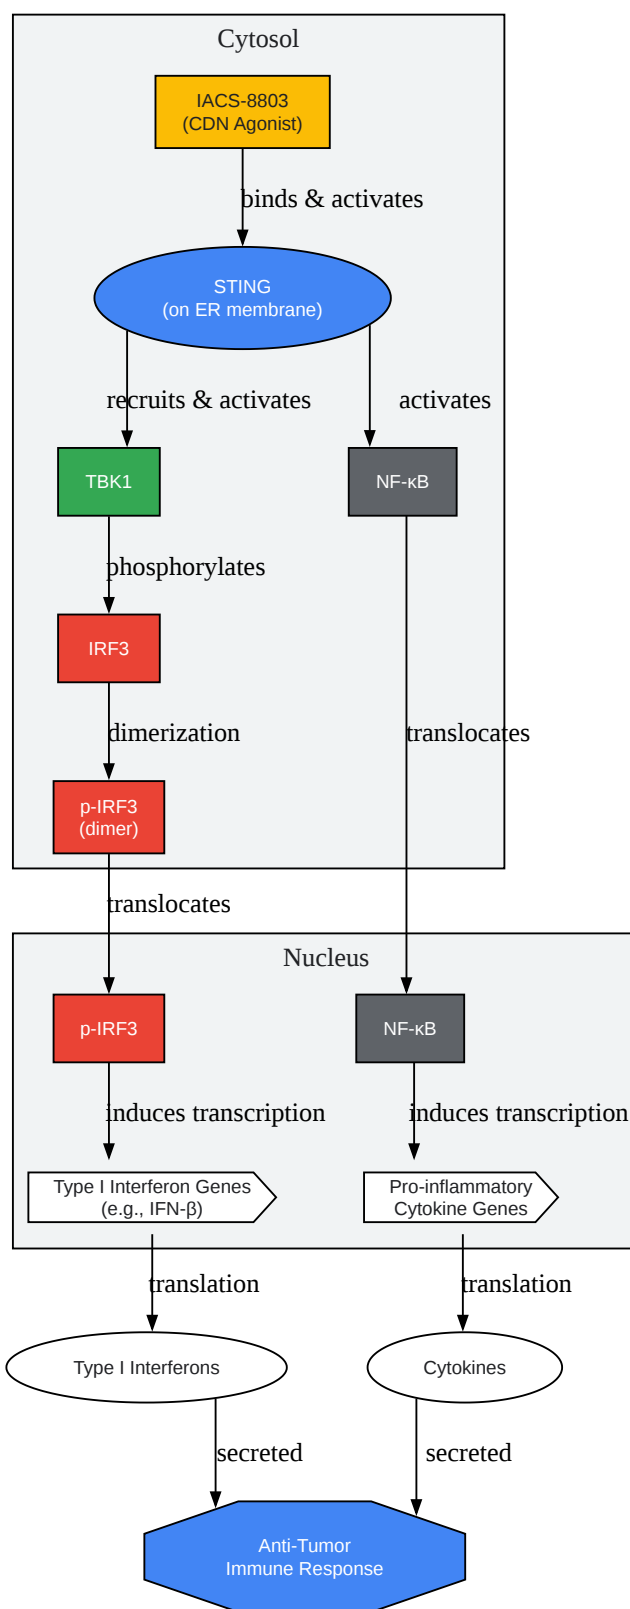 Cytosol
IACS-8803
(CDN Agonist)
binds & activates
STING
(on ER membrane)
recruits & activates
activates
TBK1
NF-κB
phosphorylates
IRF3
dimerization
translocates
p-IRF3
(dimer)
translocates
Nucleus
p-IRF3
NF-κB
induces transcription
induces transcription
Type I Interferon Genes
(e.g., IFN-β)
Pro-inflammatory
Cytokine Genes
translation
translation
Type I Interferons
Cytokines
secreted
secreted
Anti-Tumor
Immune Response